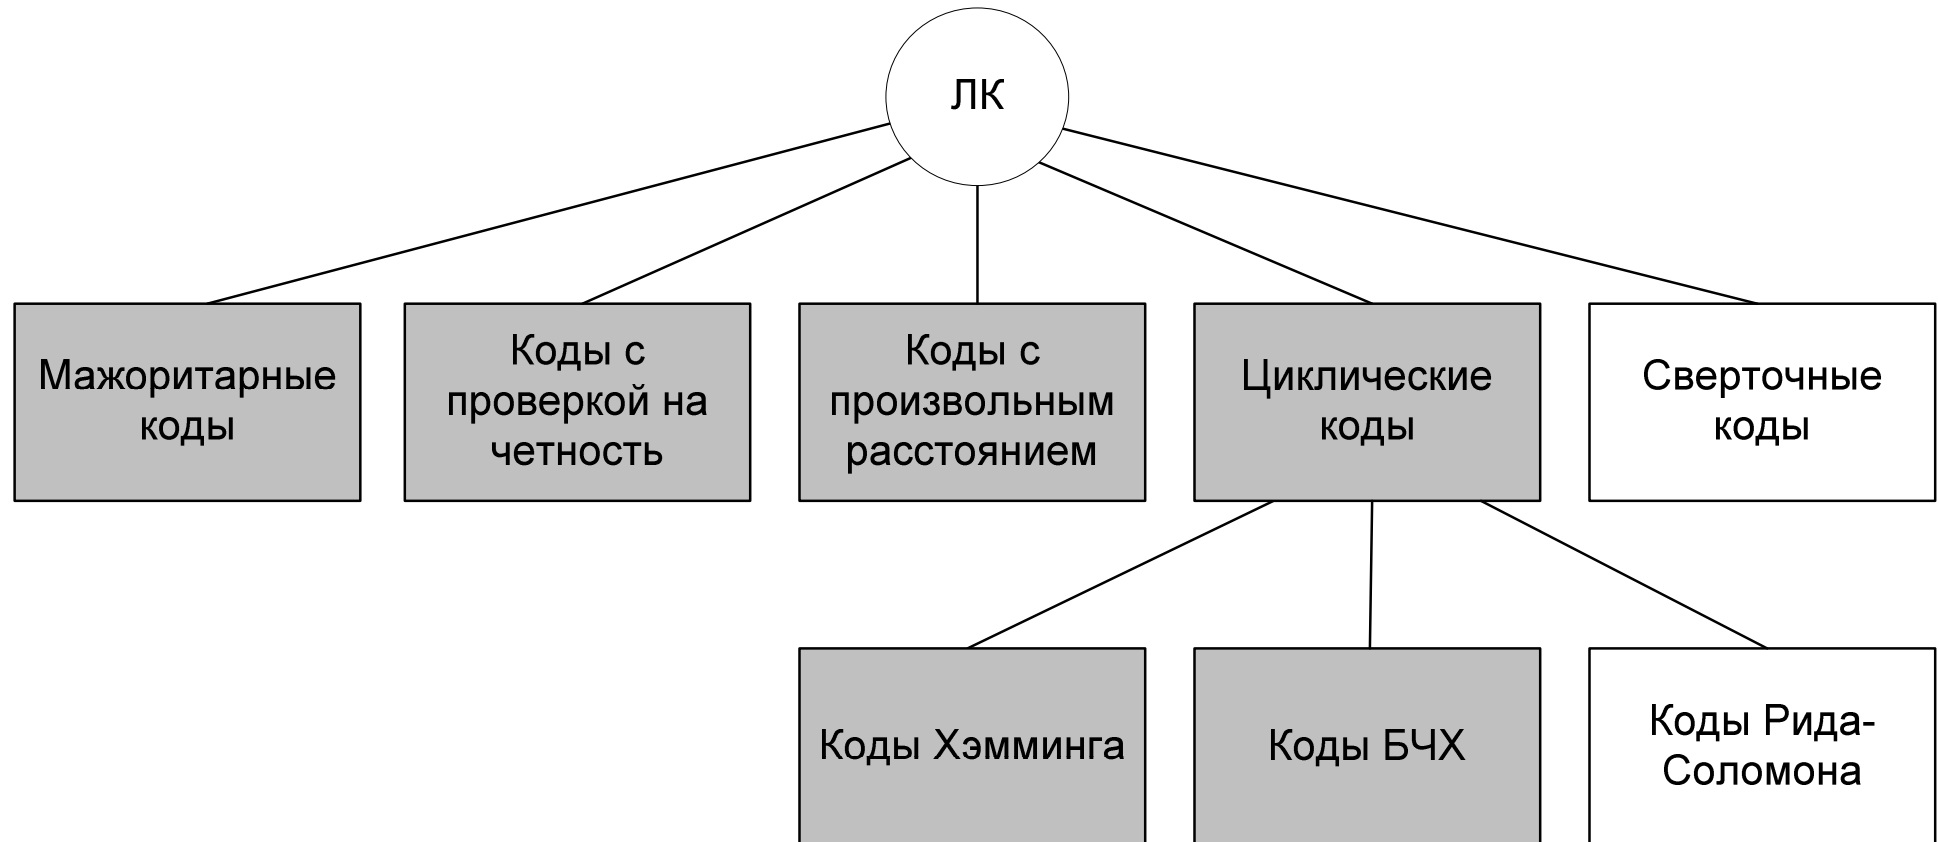 ЛК
Мажоритарные
коды
Коды с
проверкой на
четность
Коды с
произвольным
расстоянием
Циклические
коды
Сверточные
коды
Коды Хэмминга
Коды БЧХ
Коды Рида-
Соломона